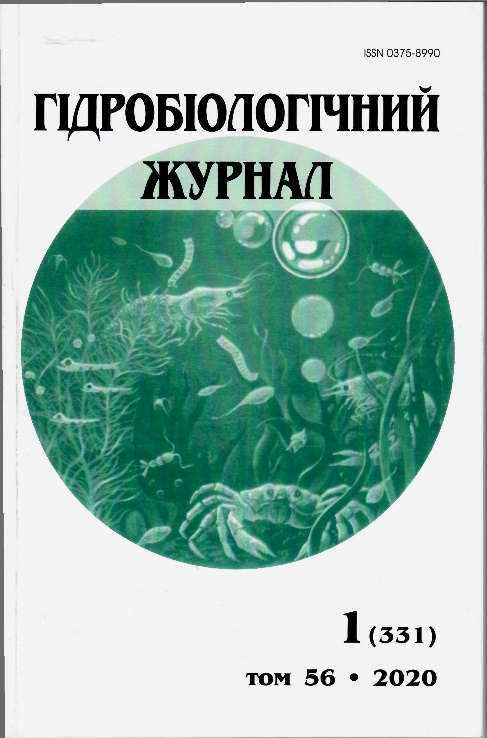 ISSN 0375-8990
ГІДРОБІОЛОГІЧНИЙ
ЖУРНАЛ
1 (331)
том 56 • 2020